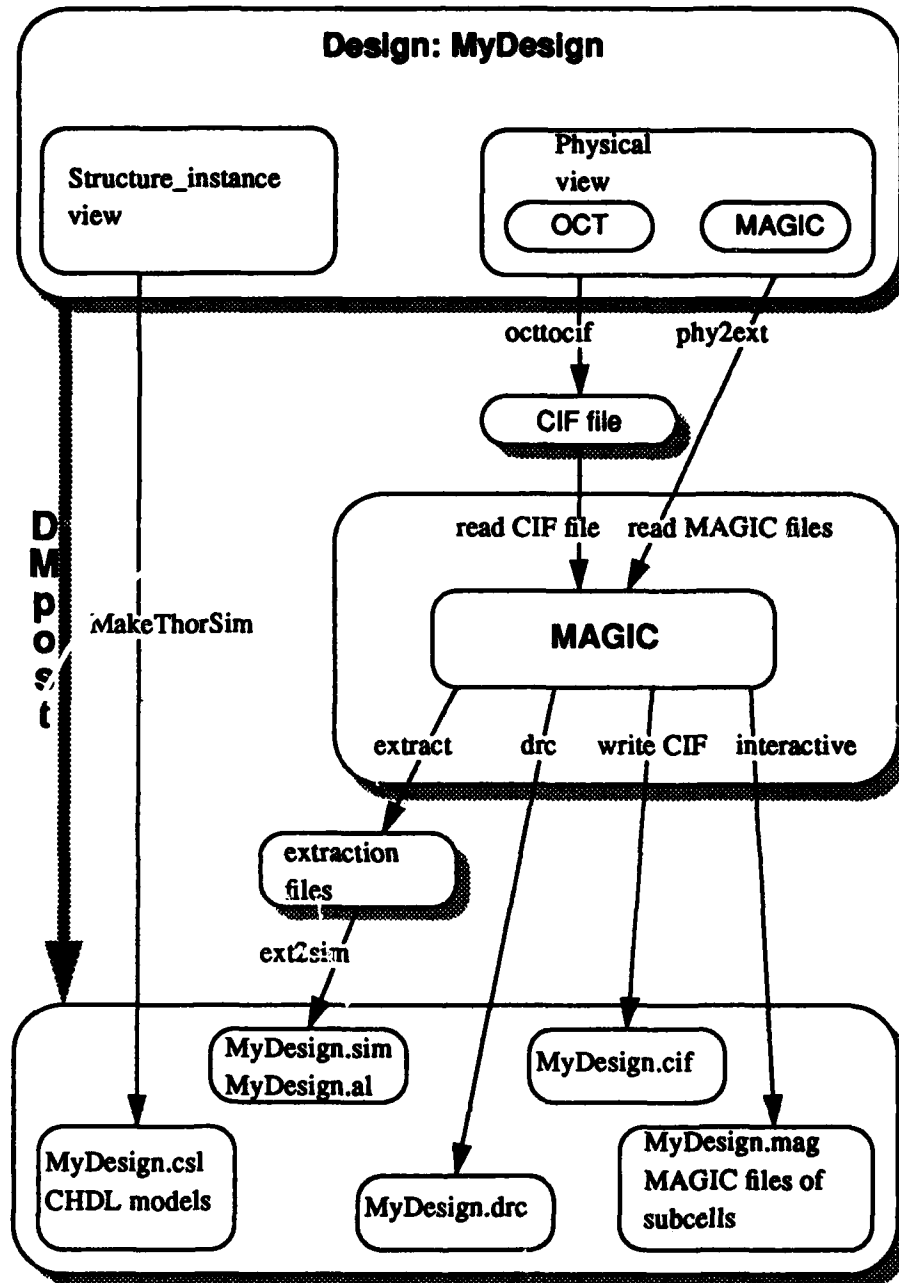 Design: MyDesign
Structure_instance
view
Physical
view
OCT
MAGIC
octtocif
phy2ext
CIF file
DMpost
read CIF file
read MAGIC files
MakeThorSim
MAGIC
extract
drc
write CIF
interactive
extraction
files
ext2sim
MyDesign.sim
MyDesign.al
MyDesign.cif
MyDesign.csl
CHDL models
MyDesign.drc
MyDesign.mag
MAGIC files of
subcells